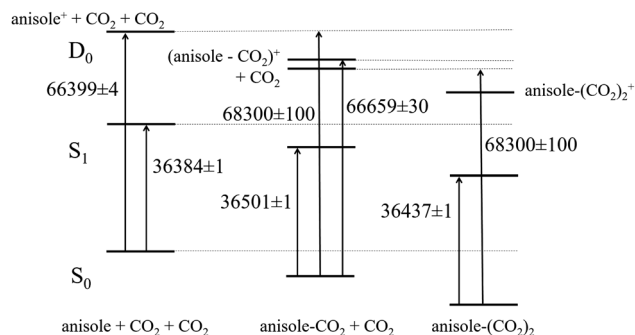 anisole⁺ + CO₂ + CO₂
D₀
(anisole - CO₂)⁺
+ CO₂
66399±4
anisole-(CO₂)₂⁺
68300±100
66659±30
S₁
36384±1
68300±100
36501±1
36437±1
S₀
anisole + CO₂ + CO₂
anisole-CO₂ + CO₂
anisole-(CO₂)₂